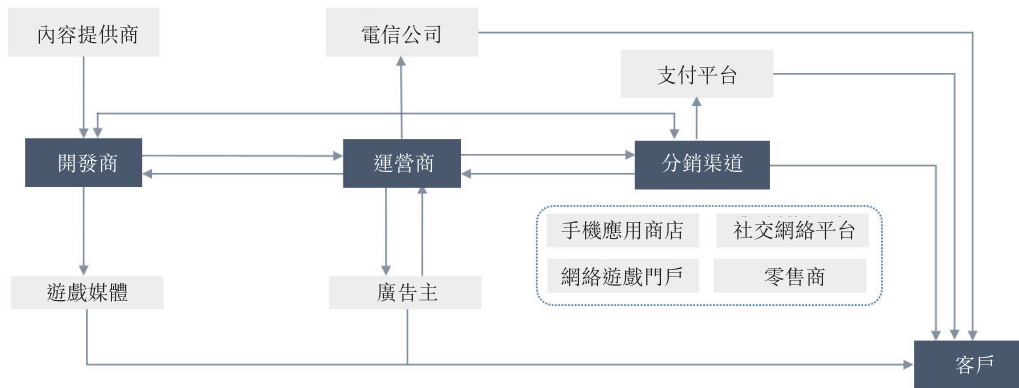 內容提供商
電信公司
支付平台
開發商
運營商
分銷渠道
手機應用商店
社交網絡平台
網絡遊戲門戶
零售商
遊戲媒體
廣告主
客戶